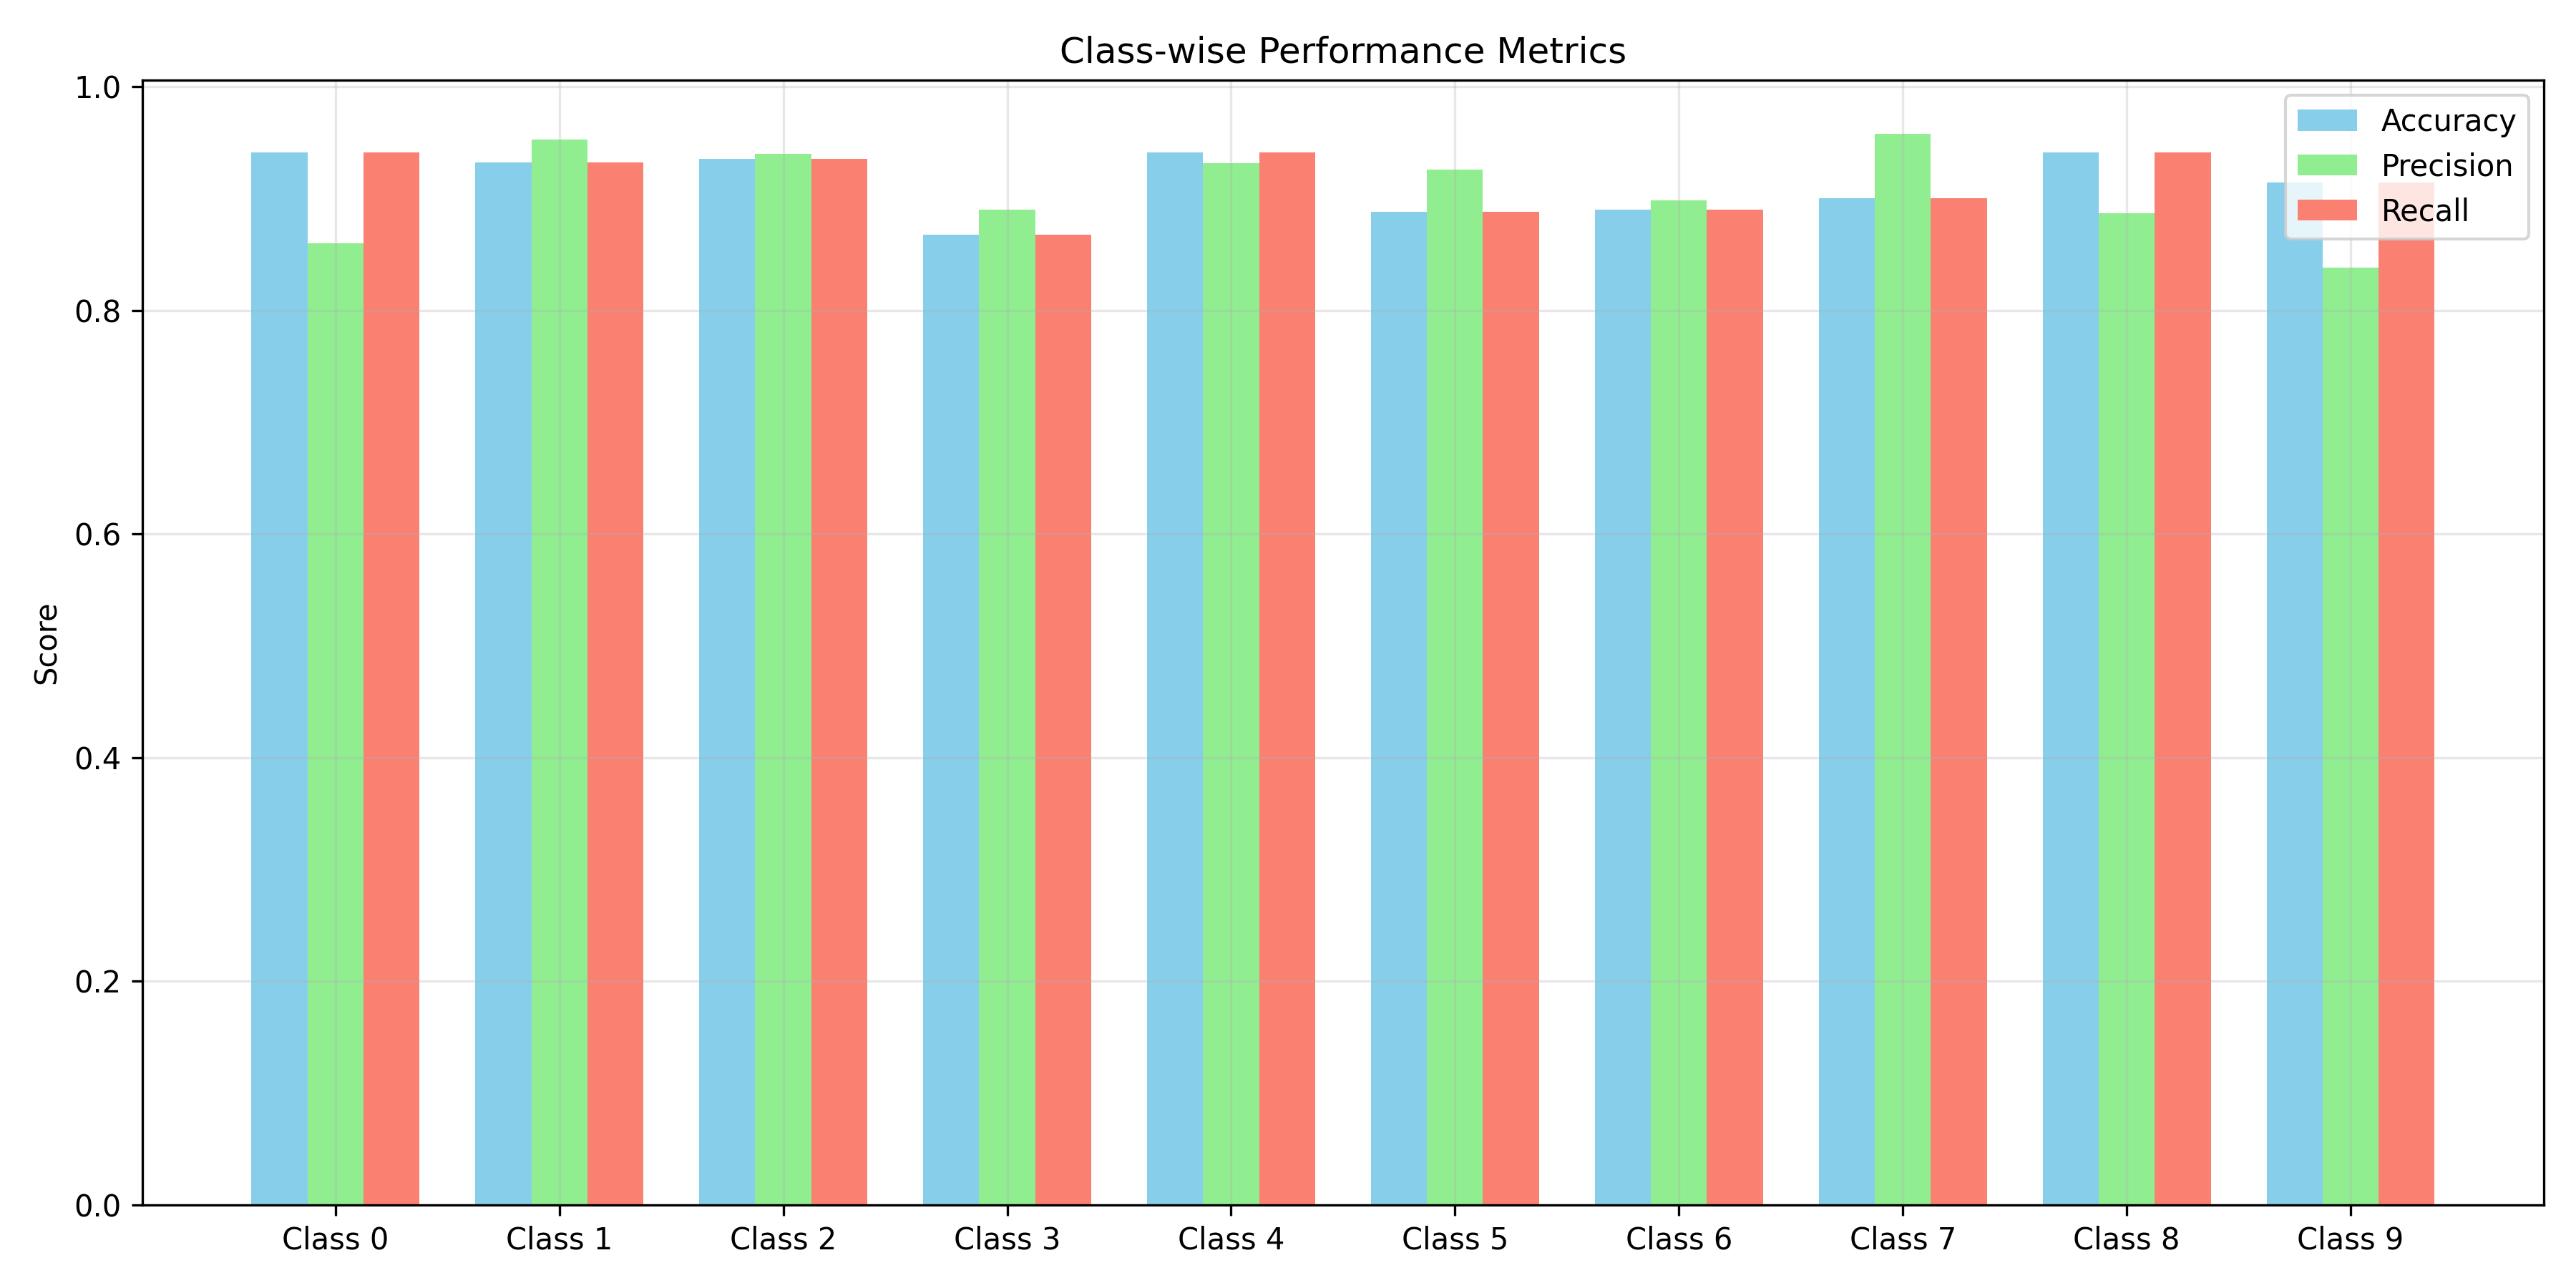 Class-wise Performance Metrics
1.0
0.8
0.6
0.4
0.2
0.0
Score
Accuracy
Precision
Recall
Class 0 Class 1 Class 2 Class 3 Class 4 Class 5 Class 6 Class 7 Class 8 Class 9